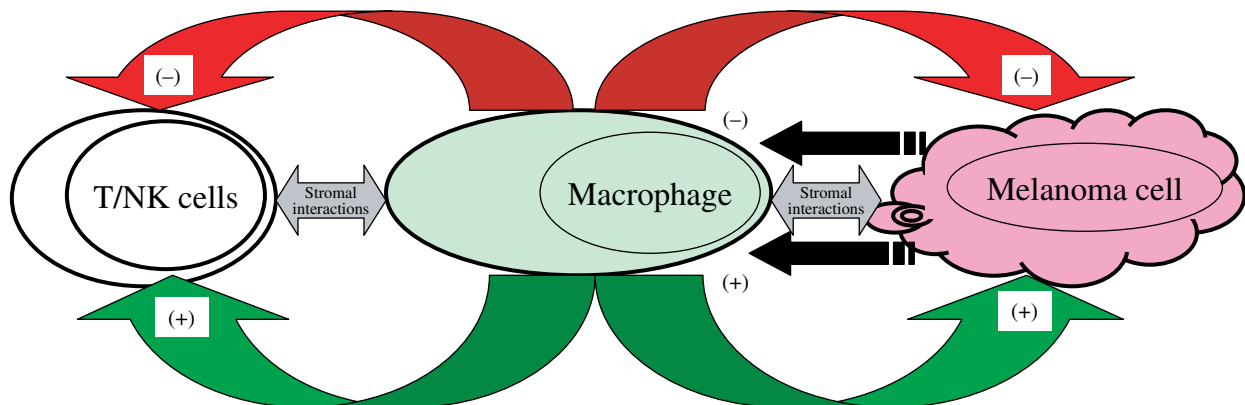 (–)
(–)
(–)
T/NK cells
Stromal
interactions
Macrophage
Stromal
interactions
Melanoma cell
(+)
(+)
(+)